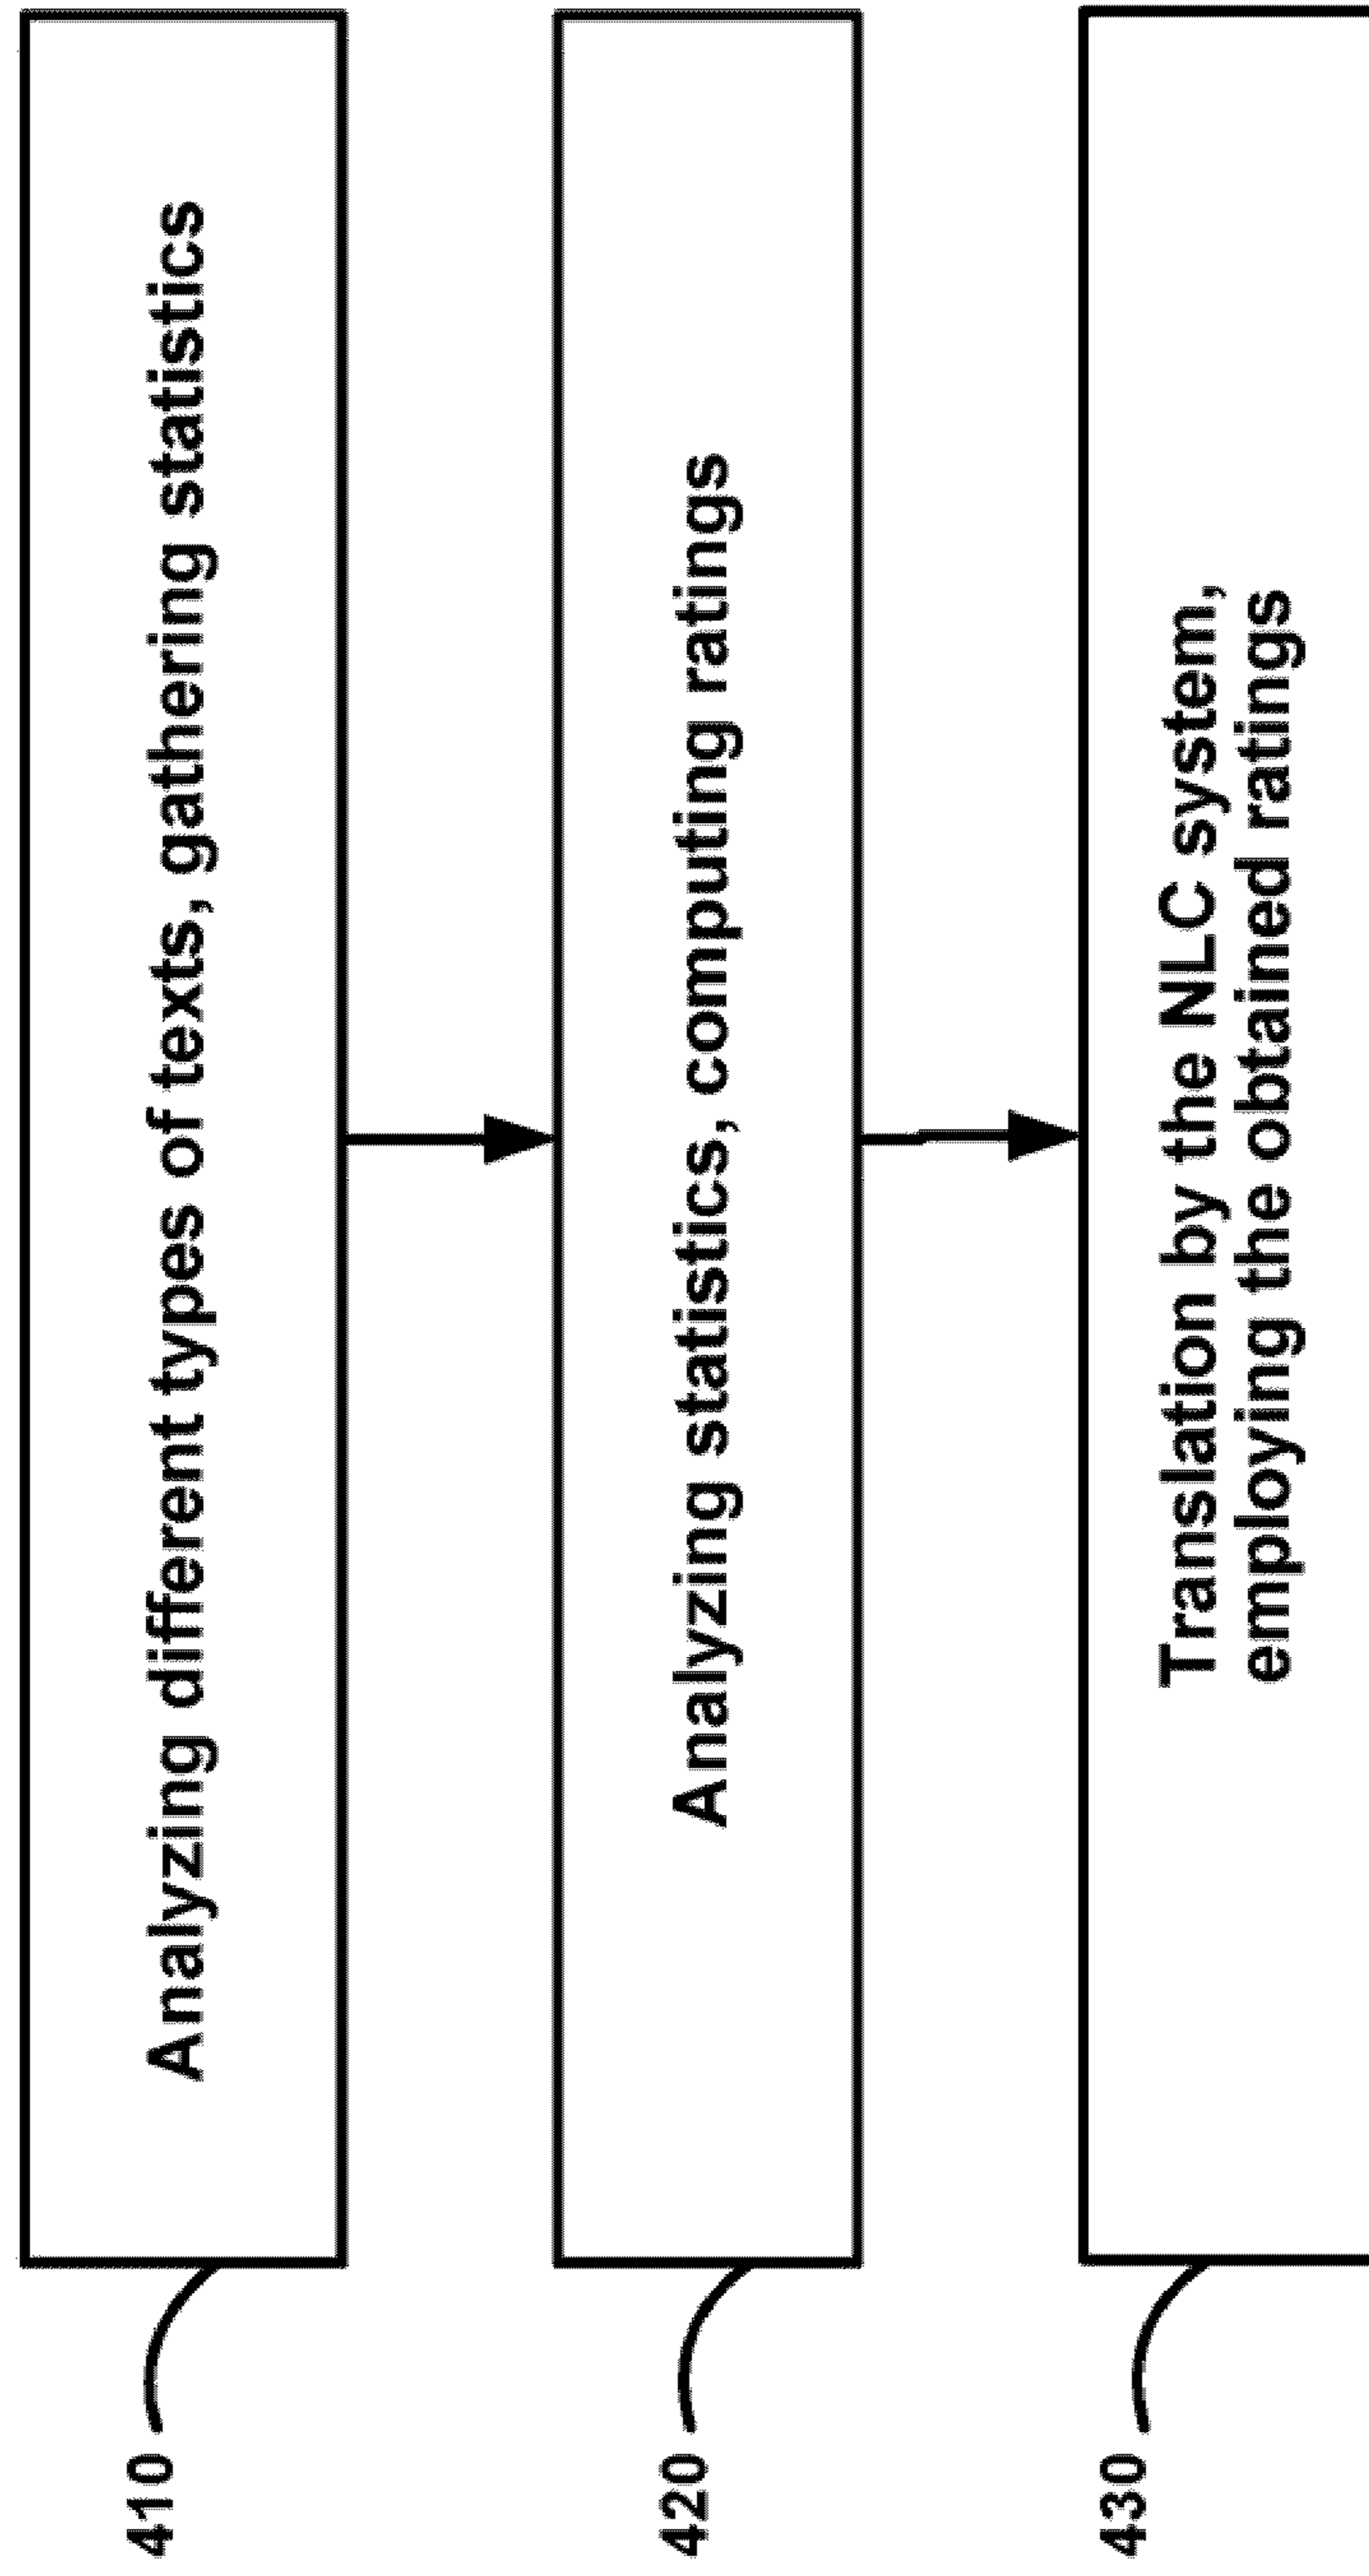 410
Analyzing different types of texts, gathering statistics
420
Analyzing statistics, computing ratings
430
Translation by the NLC system,
employing the obtained ratings